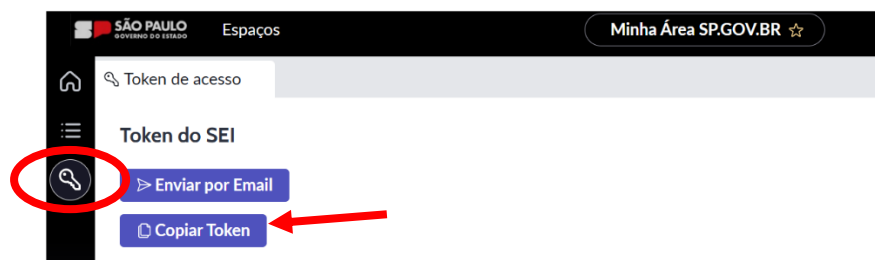 SÃO PAULO
GOVERNO DO ESTADO
Espaços
Minha Área SP.GOV.BR
Token de acesso
Token do SEI
Enviar por Email
Copiar Token